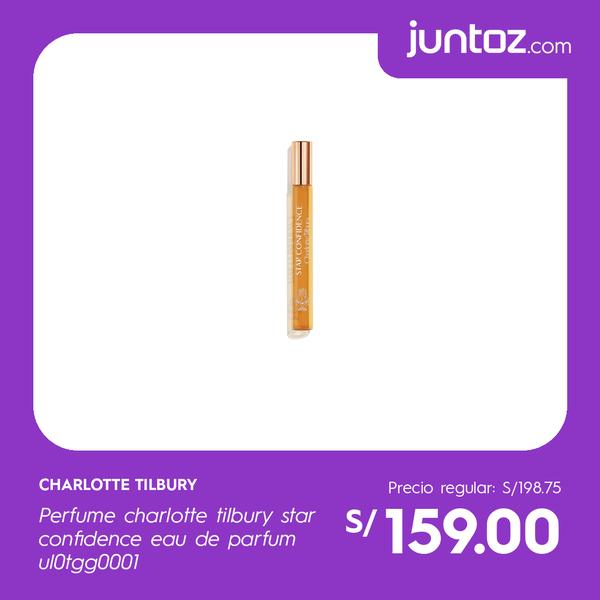 juntoz.com
STAR CONFIDENCE
CHARLOTTE TILBURY
Perfume charlotte tilbury star
confidence eau de parfum
ul0tgg0001
Precio regular: S/198.75
S/159.00